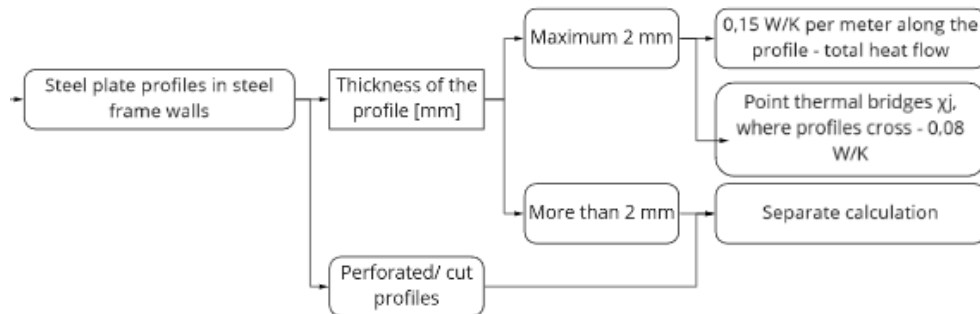 Steel plate profiles in steel
frame walls
Thickness of the
profile [mm]
Maximum 2 mm
0,15 W/K per meter along the
profile - total heat flow
Point thermal bridges χj,
where profiles cross - 0,08
W/K
More than 2 mm
Separate calculation
Perforated/ cut
profiles